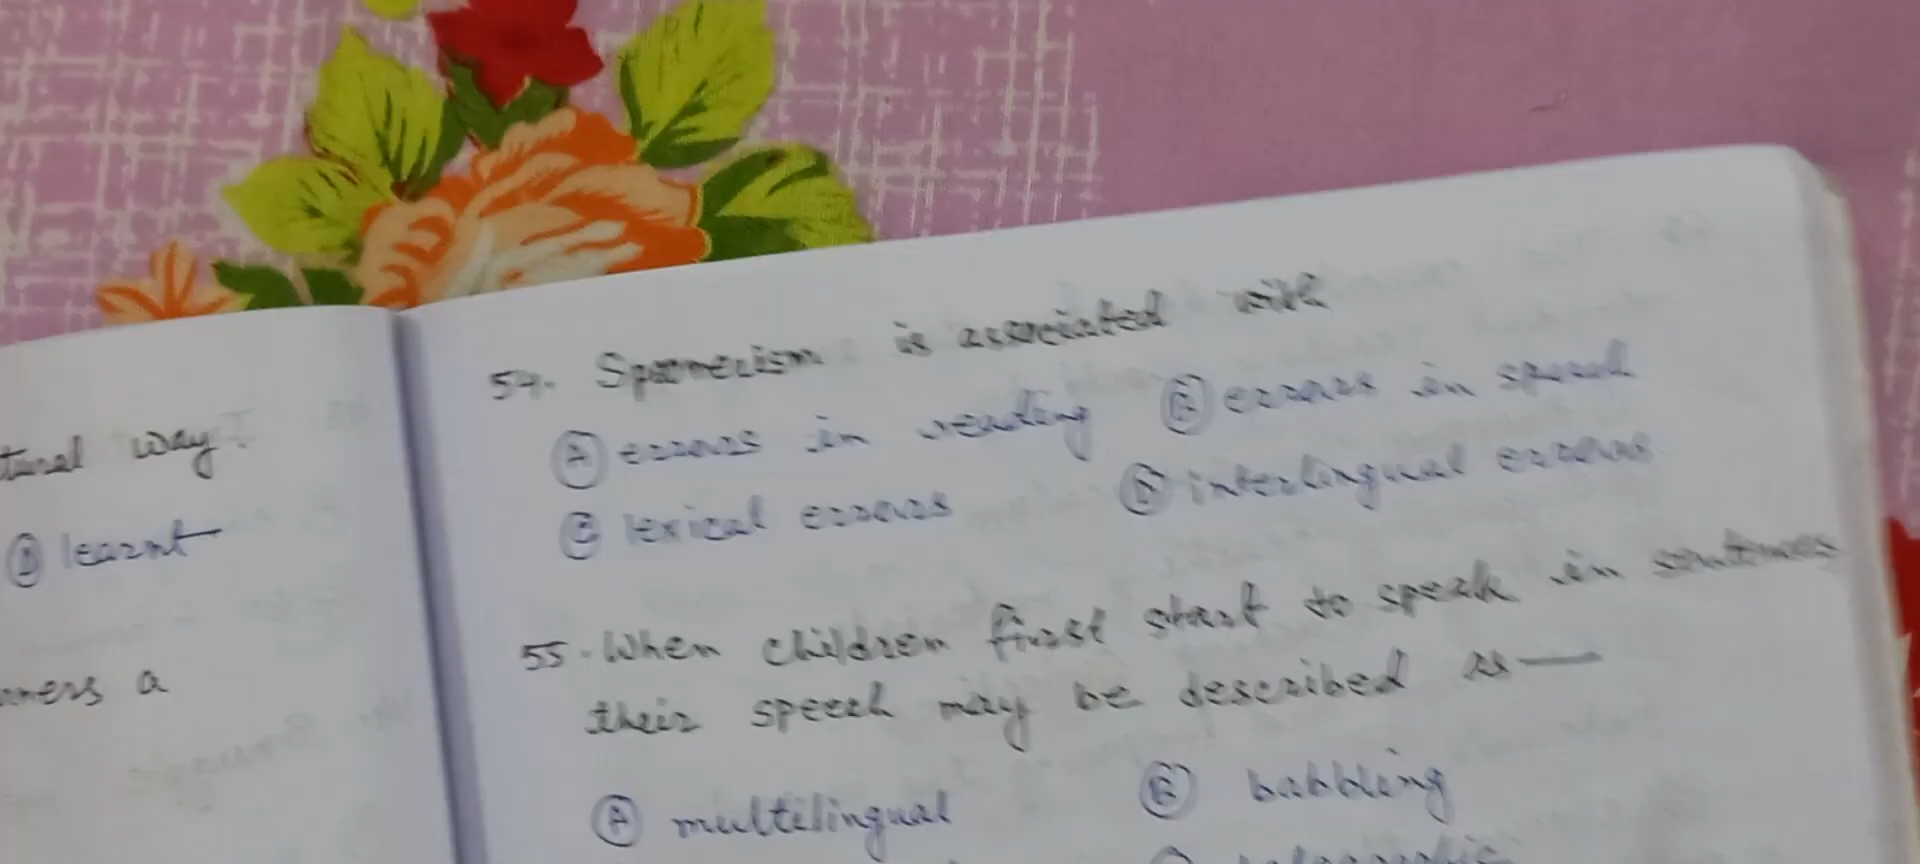 tural way?
B learnt
ners a
54. Spoonerism is associated with
A errors in reading B errors in speech
C lexical errors D interlingual errors
55. When children first start to speak in sentences
their speech may be described as —
A multilingual B babbling